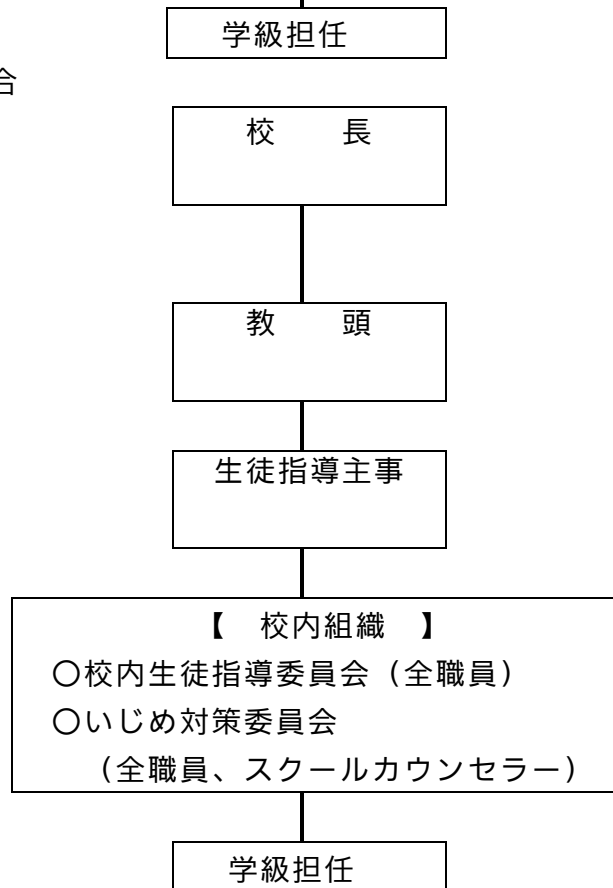 学級担任
合
校　　長
教　　頭
生徒指導主事
【　校内組織　】
〇校内生徒指導委員会（全職員）
〇いじめ対策委員会
（全職員、スクールカウンセラー）
学級担任